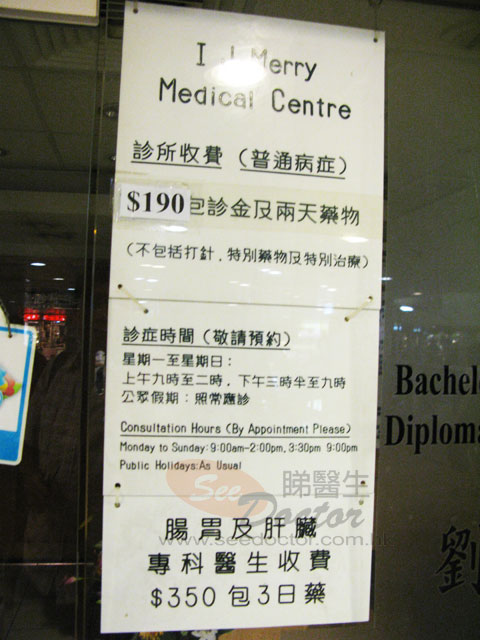 I J Merry
Medical Centre
診所收費 (普通病症)
$190 包診金及兩天藥物
(不包括打針, 特別藥物及特別治療)
診症時間 (敬請預約)
星期一至星期日:
上午九時至二時, 下午三時半至九時
公眾假期: 照常應診
Consultation Hours (By Appointment Please)
Monday to Sunday:9:00am-2:00pm, 3:30pm 9:00pm
Public Holidays:As Usual
See Doctor 睇醫生
www.seedoctor.com.hk
腸胃及肝臟
專科醫生收費
$350 包3日藥
Bachel
Diploma
劉